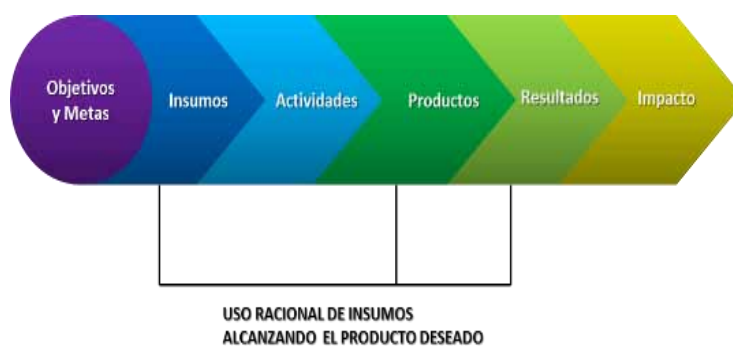 Objetivos
y Metas
Insumos
Actividades
Productos
Resultados
Impacto
USO RACIONAL DE INSUMOS
ALCANZANDO EL PRODUCTO DESEADO